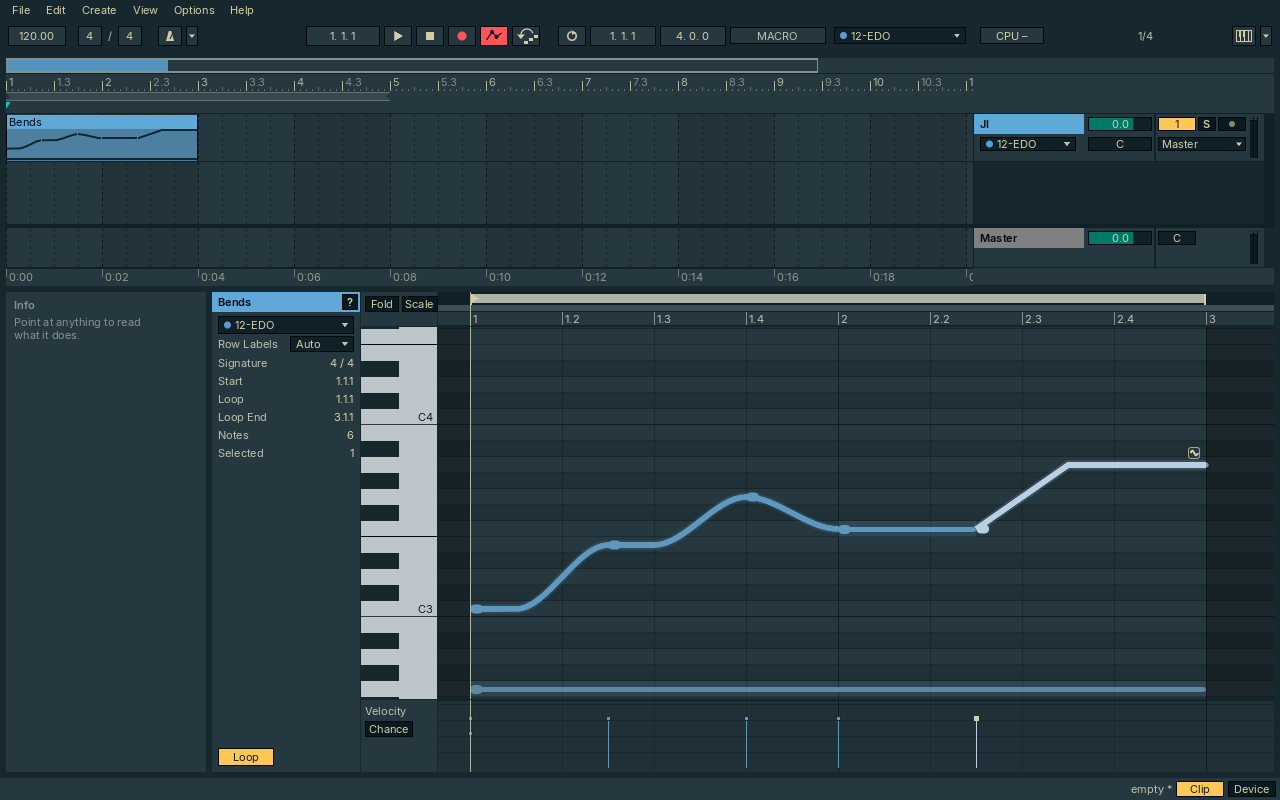 File Edit Create View Options Help
120.00 4 / 4 1. 1. 1 1. 1. 1 4. 0. 0 MACRO 12-EDO CPU – 1/4
1 1.3 2 2.3 3 3.3 4 4.3 5 5.3 6 6.3 7 7.3 8 8.3 9 9.3 10 10.3 1
Bends
JI 0.0 1 S
12-EDO C Master
Master 0.0 C
0:00 0:02 0:04 0:06 0:08 0:10 0:12 0:14 0:16 0:18
Info
Point at anything to read
what it does.
Bends ?
12-EDO
Row Labels Auto
Signature 4 / 4
Start 1.1.1
Loop 1.1.1
Loop End 3.1.1
Notes 6
Selected 1
Loop
Fold Scale
1 1.2 1.3 1.4 2 2.2 2.3 2.4 3
C4
C3
Velocity
Chance
empty * Clip Device